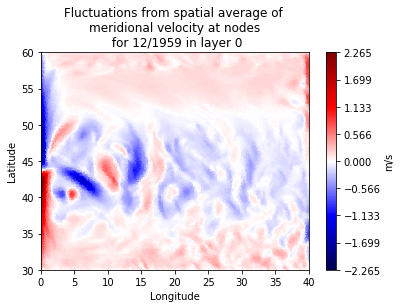 Fluctuations from spatial average of
meridional velocity at nodes
for 12/1959 in layer 0
60
55
50
45
40
35
30
Latitude
0 5 10 15 20 25 30 35 40
Longitude
2.265
1.699
1.133
0.566
0.000
−0.566
−1.133
−1.699
−2.265
m/s